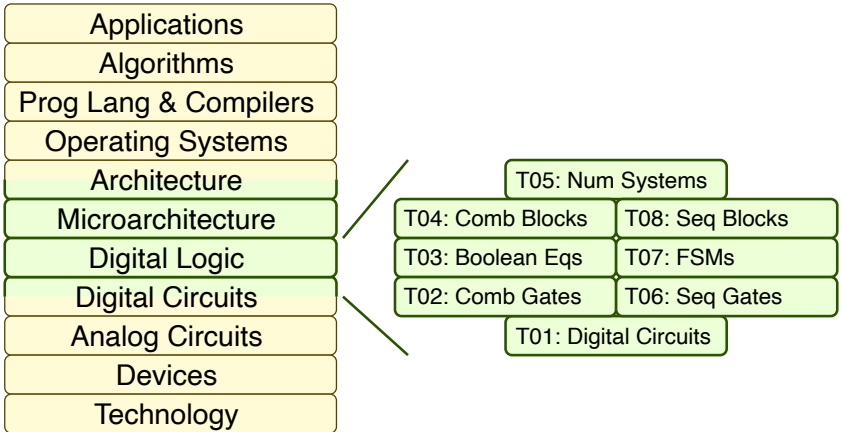 Applications
Algorithms
Prog Lang & Compilers
Operating Systems
Architecture
Microarchitecture
Digital Logic
Digital Circuits
Analog Circuits
Devices
Technology
T05: Num Systems
T04: Comb Blocks
T08: Seq Blocks
T03: Boolean Eqs
T07: FSMs
T02: Comb Gates
T06: Seq Gates
T01: Digital Circuits